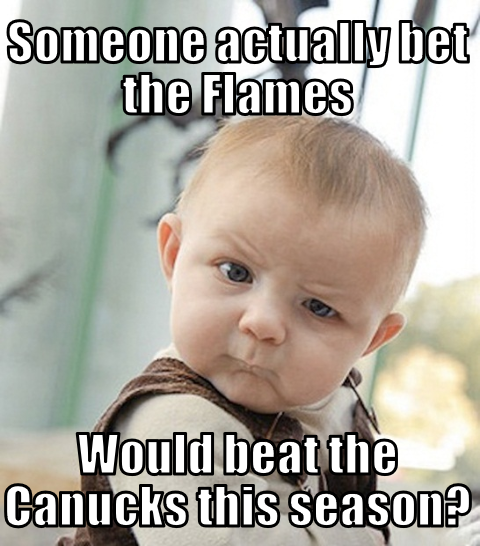 Someone actually bet
the Flames
Would beat the
Canucks this season?